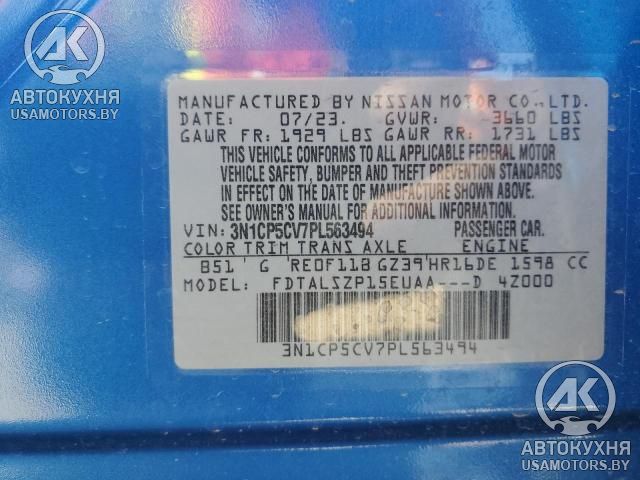 AK
АВТОКУХНЯ
USAMOTORS.BY
MANUFACTURED BY NISSAN MOTOR CO.,LTD.
DATE: 07/23. GVWR: 3660 LBS
GAWR FR: 1929 LBS GAWR RR: 1731 LBS
THIS VEHICLE CONFORMS TO ALL APPLICABLE FEDERAL MOTOR
VEHICLE SAFETY, BUMPER AND THEFT PREVENTION STANDARDS
IN EFFECT ON THE DATE OF MANUFACTURE SHOWN ABOVE.
SEE OWNER'S MANUAL FOR ADDITIONAL INFORMATION.
VIN: 3N1CP5CV7PL563494 PASSENGER CAR.
COLOR TRIM TRANS AXLE ENGINE
B51 G RE0F11B GZ39 HR16DE 1598 CC
MODEL: FDTALSZP15EUAA---D 4Z000
3N1CP5CV7PL563494
AK
АВТОКУХНЯ
USAMOTORS.BY